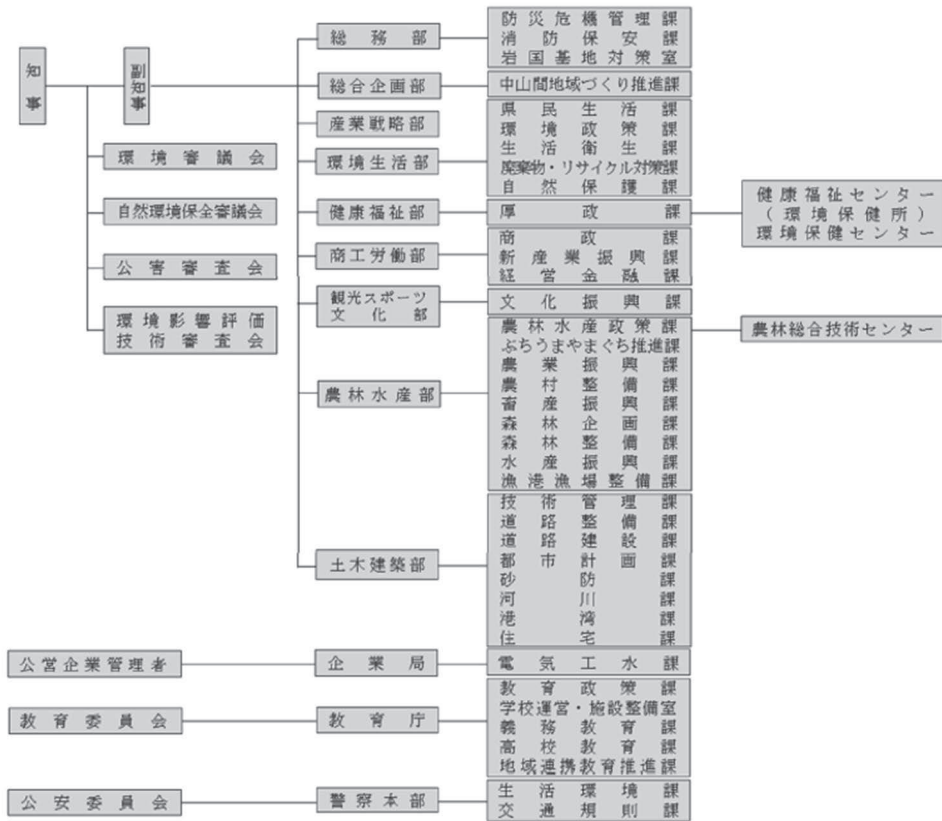 知事
副知事
環境審議会
自然環境保全審議会
公害審査会
環境影響評価
技術審査会
総務部
防災危機管理課
消防保安課
岩国基地対策室
総合企画部
中山間地域づくり推進課
産業戦略部
環境生活部
県民生活課
環境政策課
生活衛生課
廃棄物・リサイクル対策課
自然保護課
健康福祉部
厚政課
健康福祉センター
（環境保健所）
環境保健センター
商工労働部
商政課
新産業振興課
経営金融課
観光スポーツ
文化部
文化振興課
農林水産部
農林水産政策課
ぶちうまやまぐち推進課
農業振興課
農村整備課
畜産振興課
森林企画課
森林整備課
水産振興課
漁港漁場整備課
農林総合技術センター
土木建築部
技術管理課
道路整備課
道路建設課
都市計画課
砂防課
河川課
港湾課
住宅課
公営企業管理者
企業局
電気工水課
教育委員会
教育庁
教育政策課
学校運営・施設整備室
義務教育課
高校教育課
地域連携教育推進課
公安委員会
警察本部
生活環境課
交通規則課